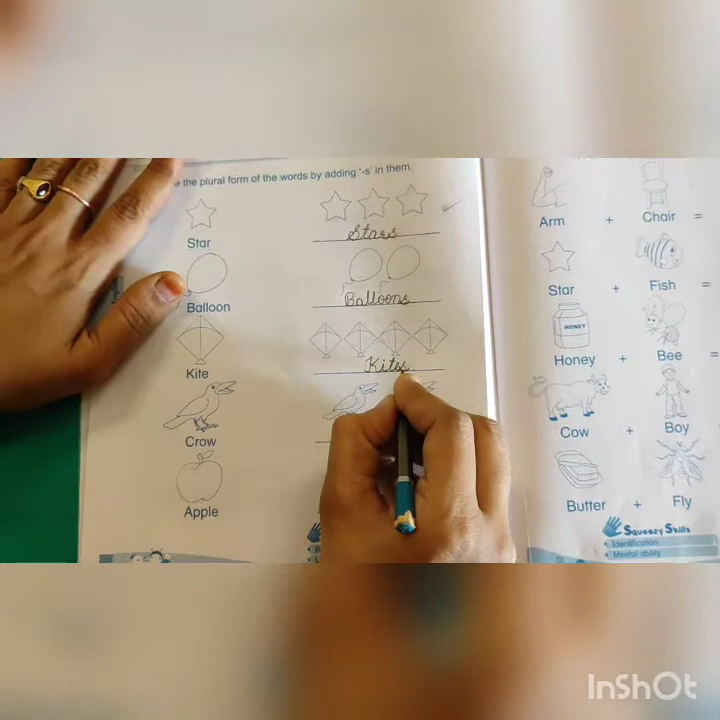 e the plural form of the words by adding '-s' in them.
Star
Stars
Balloon
Balloons
Kite
Kites
Crow
Apple
Arm + Chair =
Star + Fish =
HONEY
Honey + Bee =
Cow + Boy
Butter + Fly
Squeezy Skills
Identification
Mental ability
InShOt